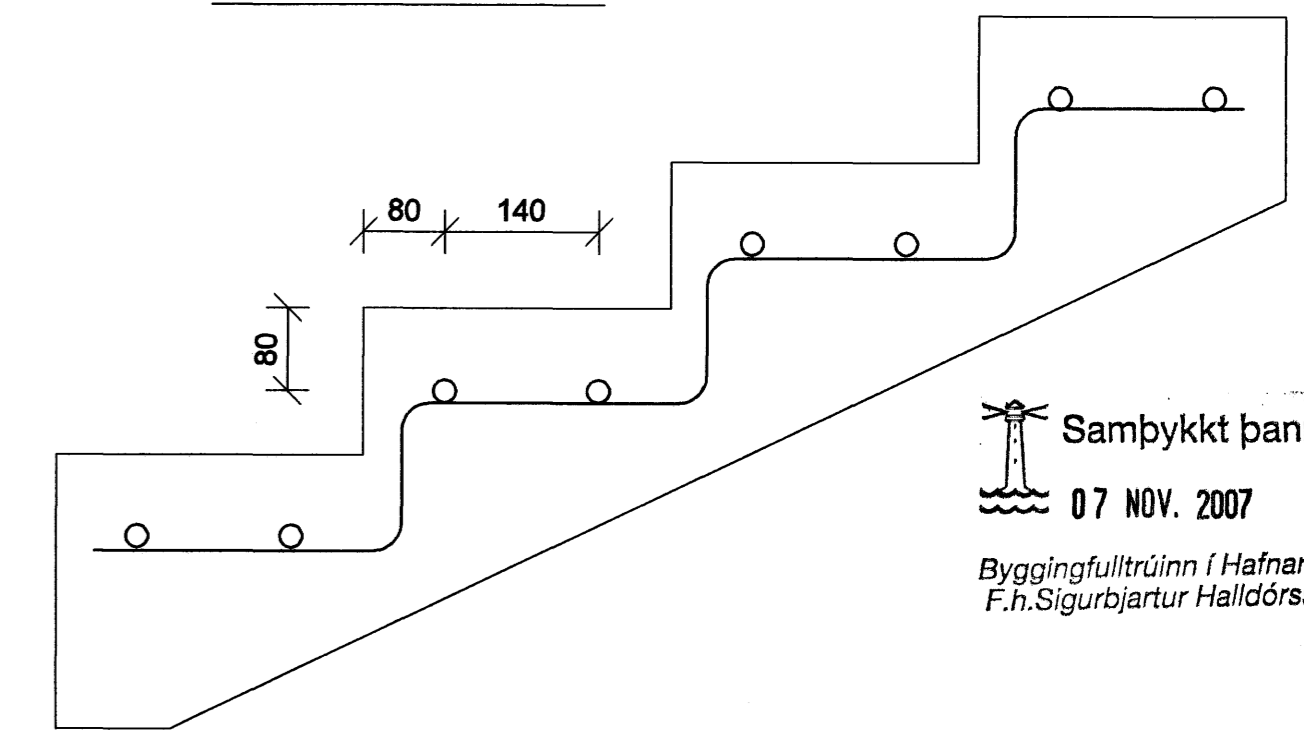 80 140
80
Samþykkt þan
07 NOV. 2007
Byggingfulltrúinn í Hafnar
F.h.Sigurbjartur Halldórs